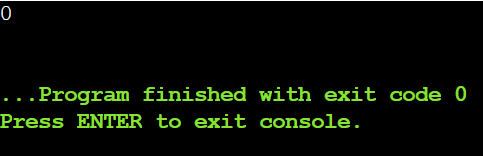 0
...Program finished with exit code 0
Press ENTER to exit console.